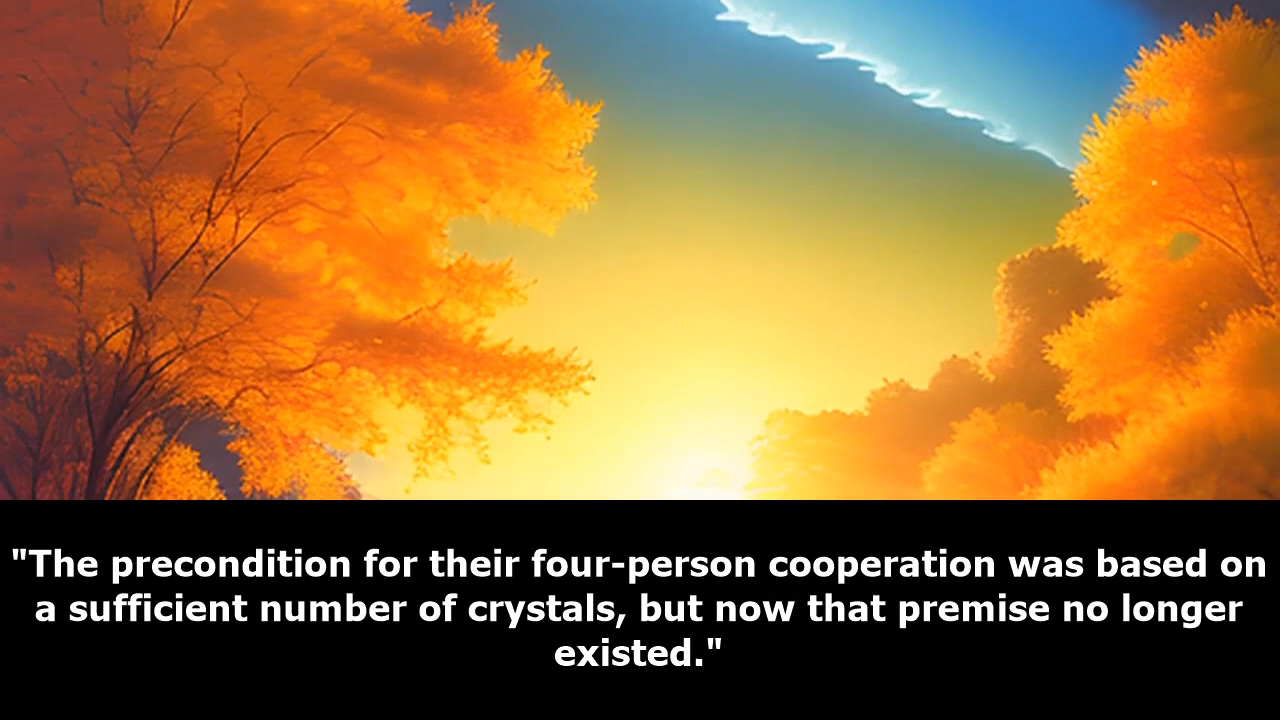 "The precondition for their four-person cooperation was based on
a sufficient number of crystals, but now that premise no longer
existed."